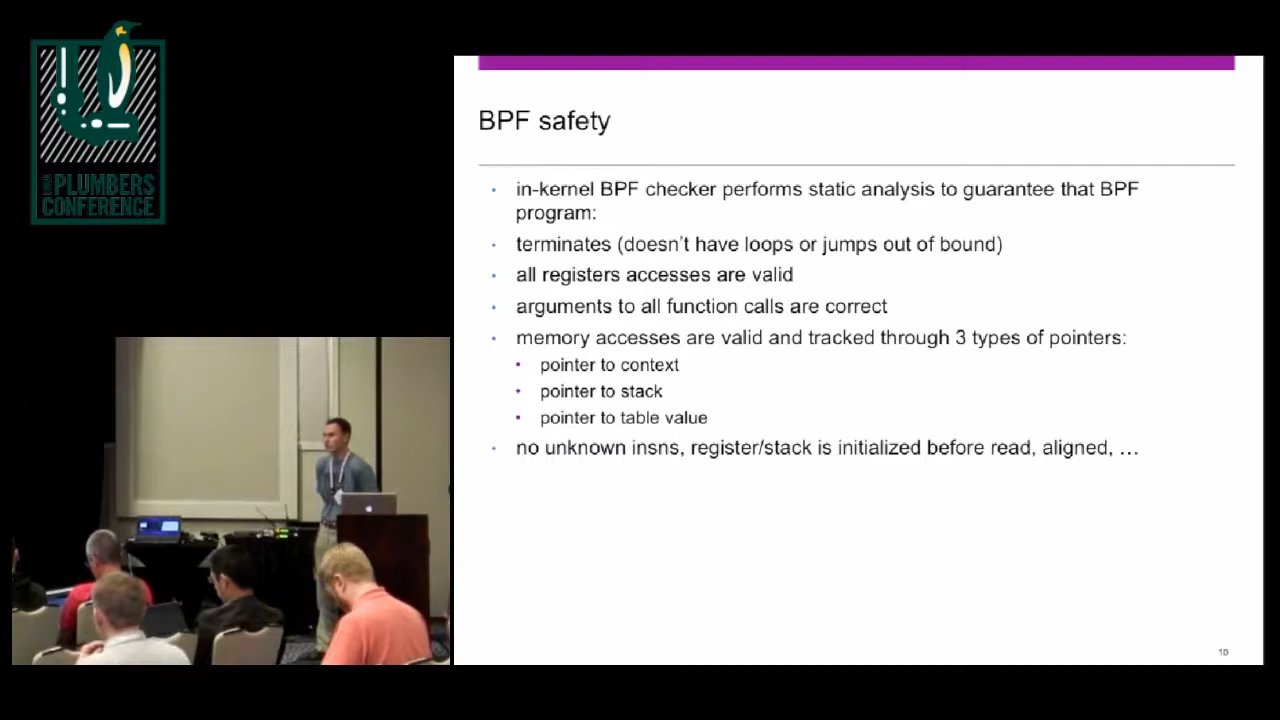 LINUX
PLUMBERS
CONFERENCE
BPF safety
in-kernel BPF checker performs static analysis to guarantee that BPF
program:
terminates (doesn't have loops or jumps out of bound)
all registers accesses are valid
arguments to all function calls are correct
memory accesses are valid and tracked through 3 types of pointers:
pointer to context
pointer to stack
pointer to table value
no unknown insns, register/stack is initialized before read, aligned, …
10